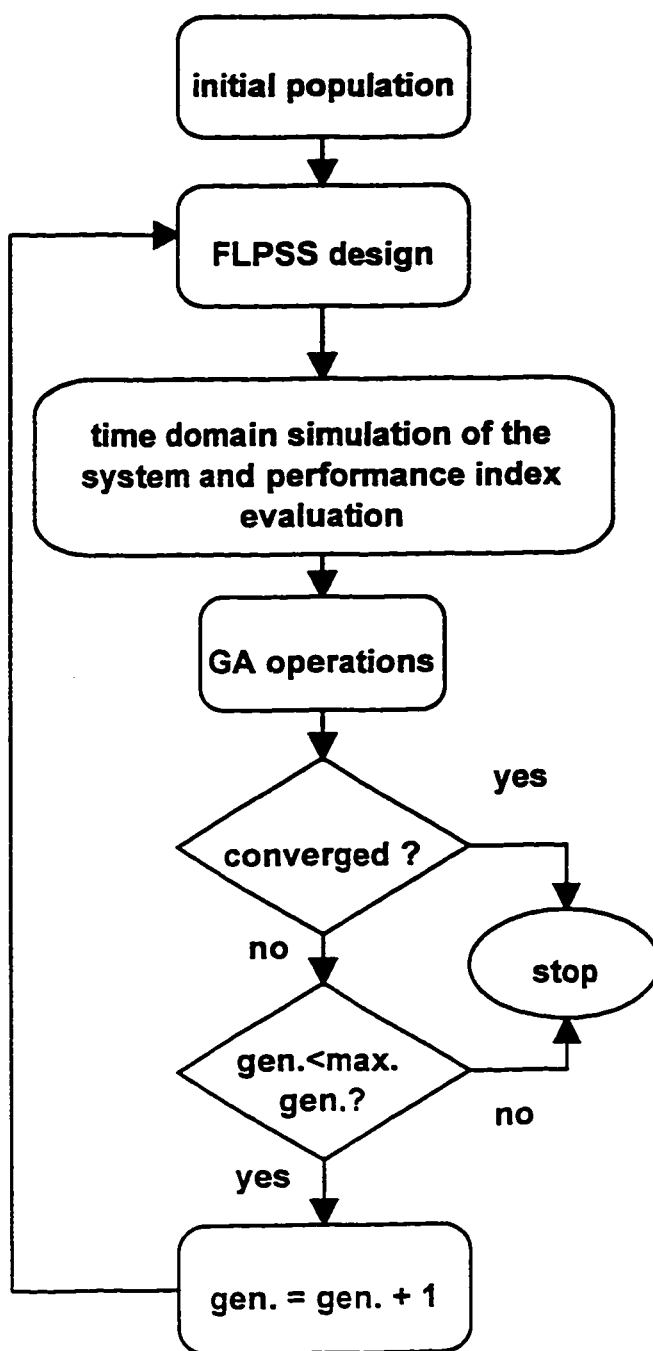 initial population
FLPSS design
time domain simulation of the
system and performance index
evaluation
GA operations
yes
converged ?
no
stop
gen.<max.
gen.?
no
yes
gen. = gen. + 1